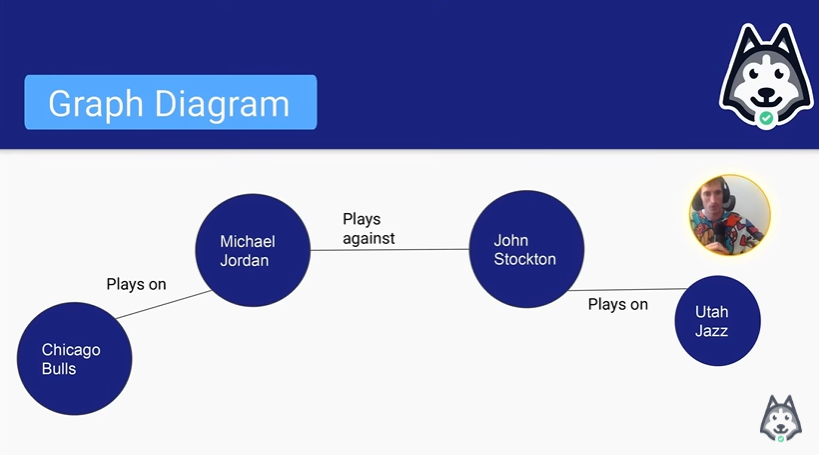 Graph Diagram
Plays
against
Michael
Jordan
John
Stockton
Plays on
Plays on
Utah
Jazz
Chicago
Bulls